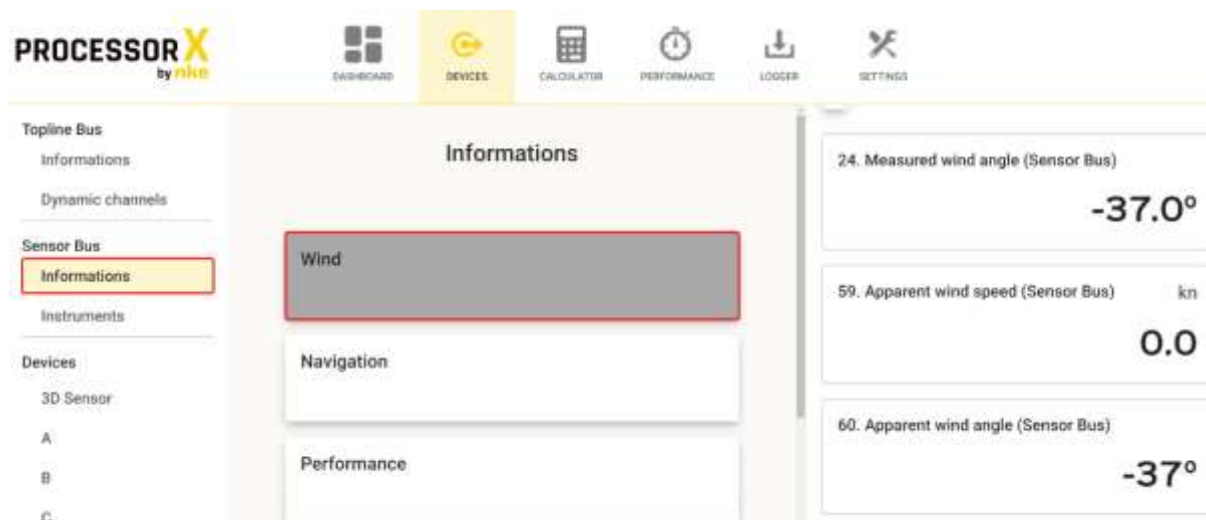 PROCESSOR X
by nke
DASHBOARD
DEVICES
CALCULATOR
PERFORMANCE
LOGGER
SETTINGS
Topline Bus
Informations
Dynamic channels
Sensor Bus
Informations
Instruments
Devices
3D Sensor
A
B
C
Informations
Wind
Navigation
Performance
24. Measured wind angle (Sensor Bus)
-37.0°
59. Apparent wind speed (Sensor Bus) kn
0.0
60. Apparent wind angle (Sensor Bus)
-37°